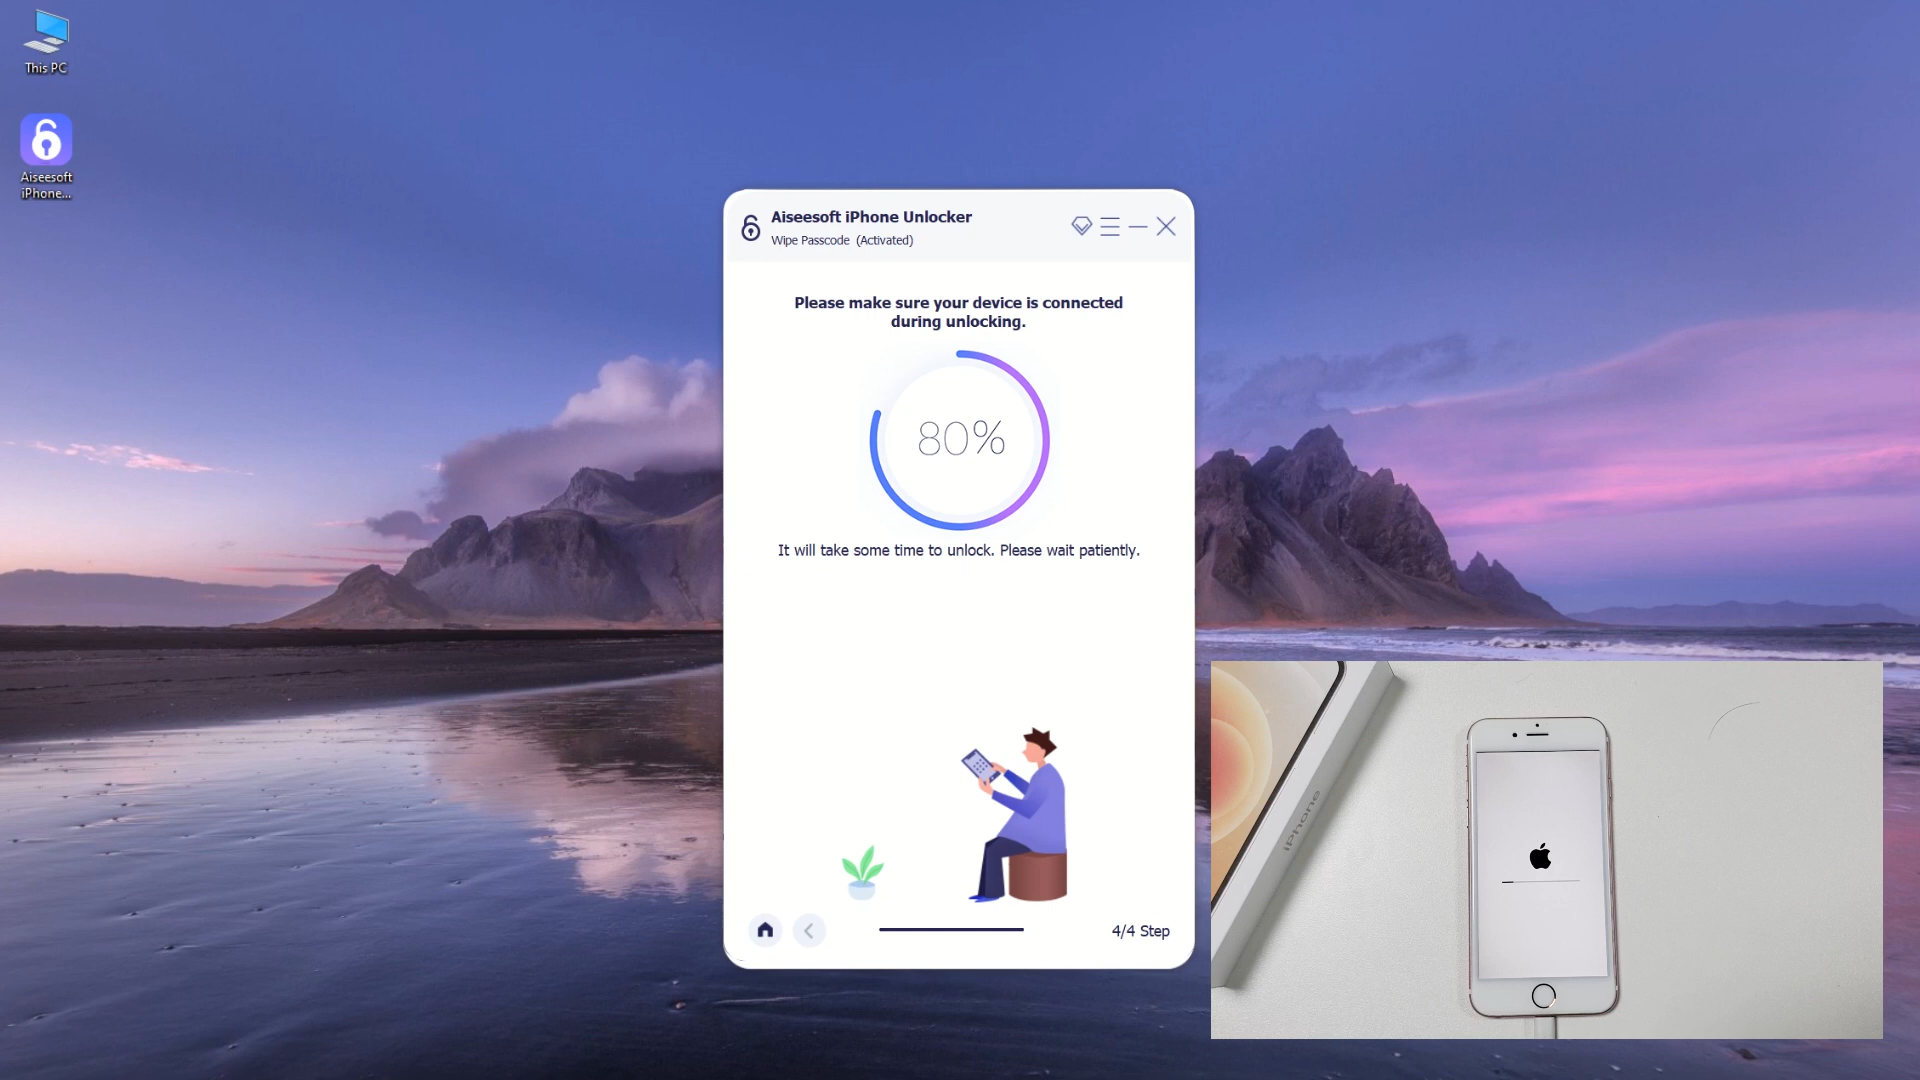 This PC
Aiseesoft
iPhone...
Aiseesoft iPhone Unlocker
Wipe Passcode (Activated)
Please make sure your device is connected
during unlocking.
80%
It will take some time to unlock. Please wait patiently.
4/4 Step
iPhone